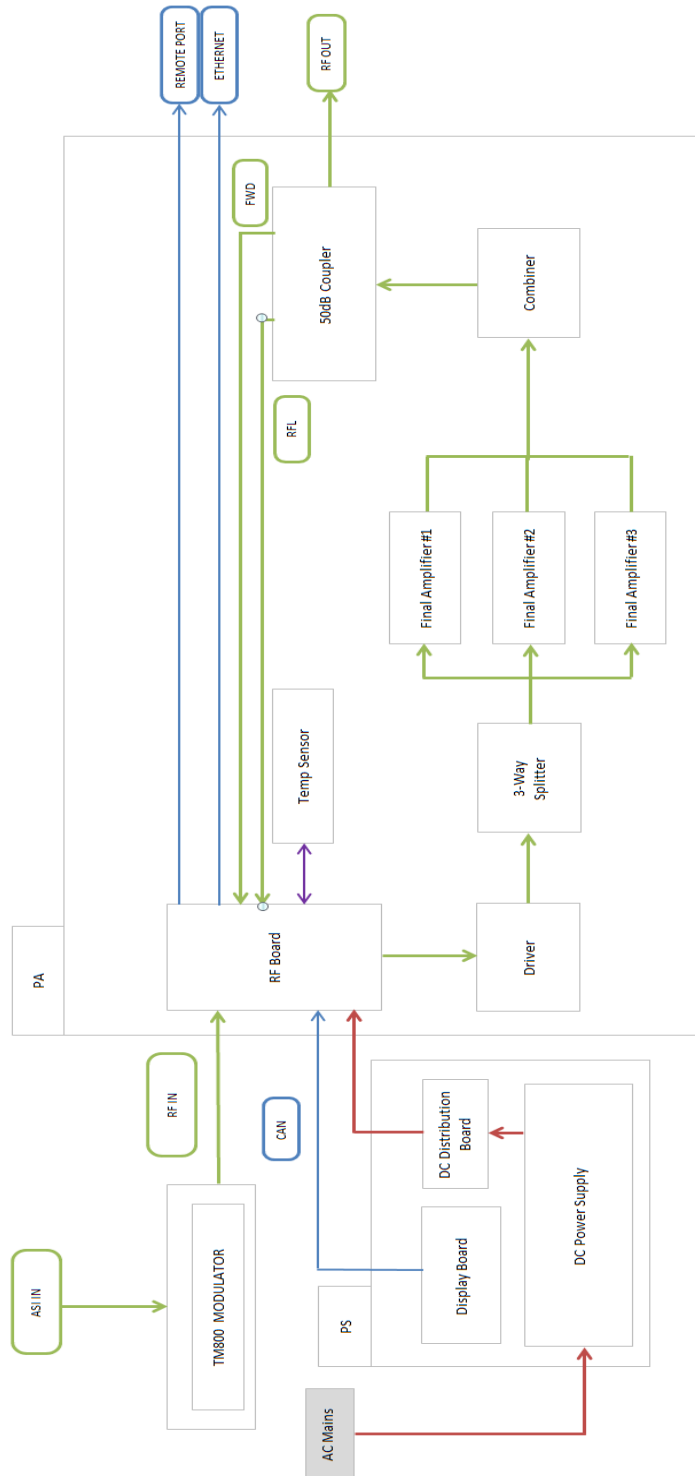 ASI IN
TM800 MODULATOR
RF IN
PA
REMOTE PORT
ETHERNET
RF OUT
CAN
RF Board
Temp Sensor
FWD
RFL
50dB Coupler
AC Mains
PS
Display Board
DC Distribution
Board
DC Power Supply
Driver
3-Way
Splitter
Final Amplifier #1
Final Amplifier #2
Final Amplifier #3
Combiner